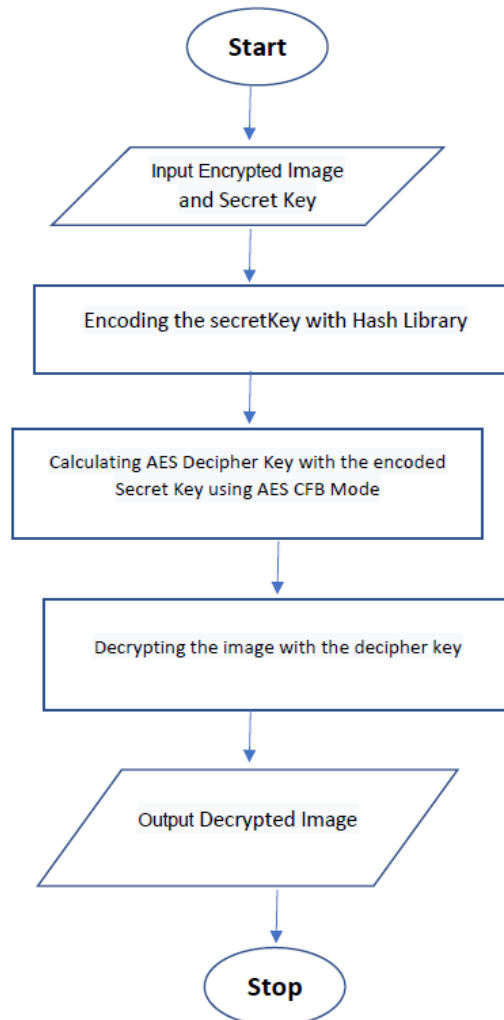 Start
Input Encrypted Image
and Secret Key
Encoding the secretKey with Hash Library
Calculating AES Decipher Key with the encoded
Secret Key using AES CFB Mode
Decrypting the image with the decipher key
Output Decrypted Image
Stop